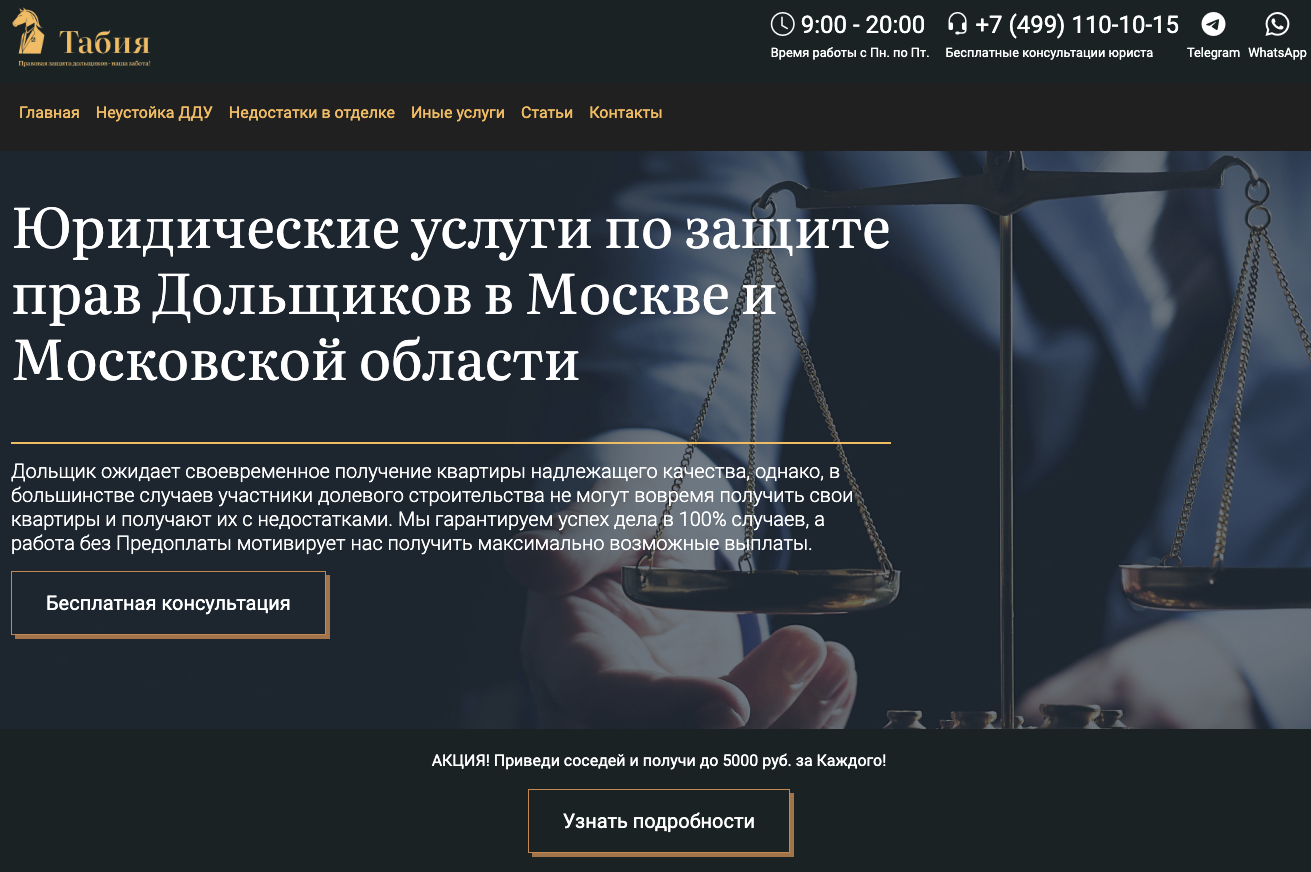 Табия
Правовая защита дольщиков - наша забота!
9:00 - 20:00
Время работы с Пн. по Пт.
+7 (499) 110-10-15
Бесплатные консультации юриста
Telegram
WhatsApp
Главная Неустойка ДДУ Недостатки в отделке Иные услуги Статьи Контакты
Юридические услуги по защите
прав Дольщиков в Москве и
Московской области
Дольщик ожидает своевременное получение квартиры надлежащего качества, однако, в
большинстве случаев участники долевого строительства не могут вовремя получить свои
квартиры и получают их с недостатками. Мы гарантируем успех дела в 100% случаев, а
работа без Предоплаты мотивирует нас получить максимально возможные выплаты.
Бесплатная консультация
АКЦИЯ! Приведи соседей и получи до 5000 руб. за Каждого!
Узнать подробности